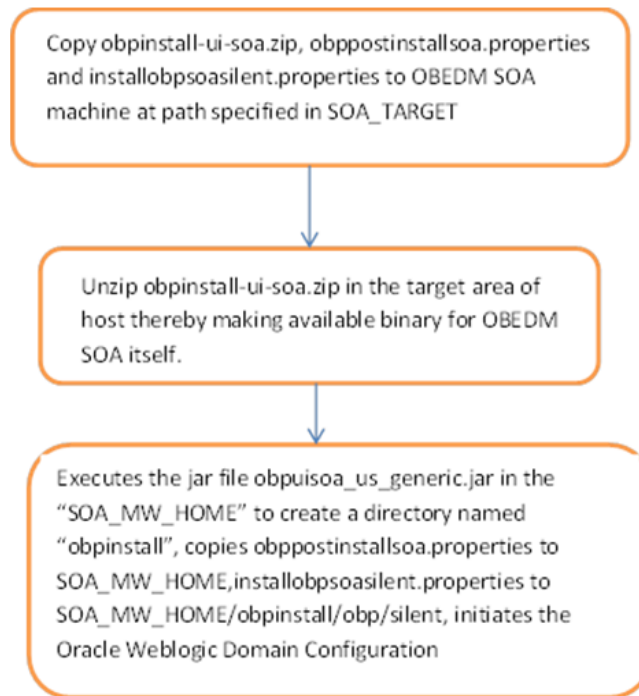 Copy obpinstall-ui-soa.zip, obppostinstallsoa.properties
and installobpsoasilent.properties to OBEDM SOA
machine at path specified in SOA_TARGET
Unzip obpinstall-ui-soa.zip in the target area of
host thereby making available binary for OBEDM
SOA itself.
Executes the jar file obpuisoa_us_generic.jar in the
“SOA_MW_HOME” to create a directory named
“obpinstall”, copies obppostinstallsoa.properties to
SOA_MW_HOME,installobpsoasilent.properties to
SOA_MW_HOME/obpinstall/obp/silent, initiates the
Oracle Weblogic Domain Configuration